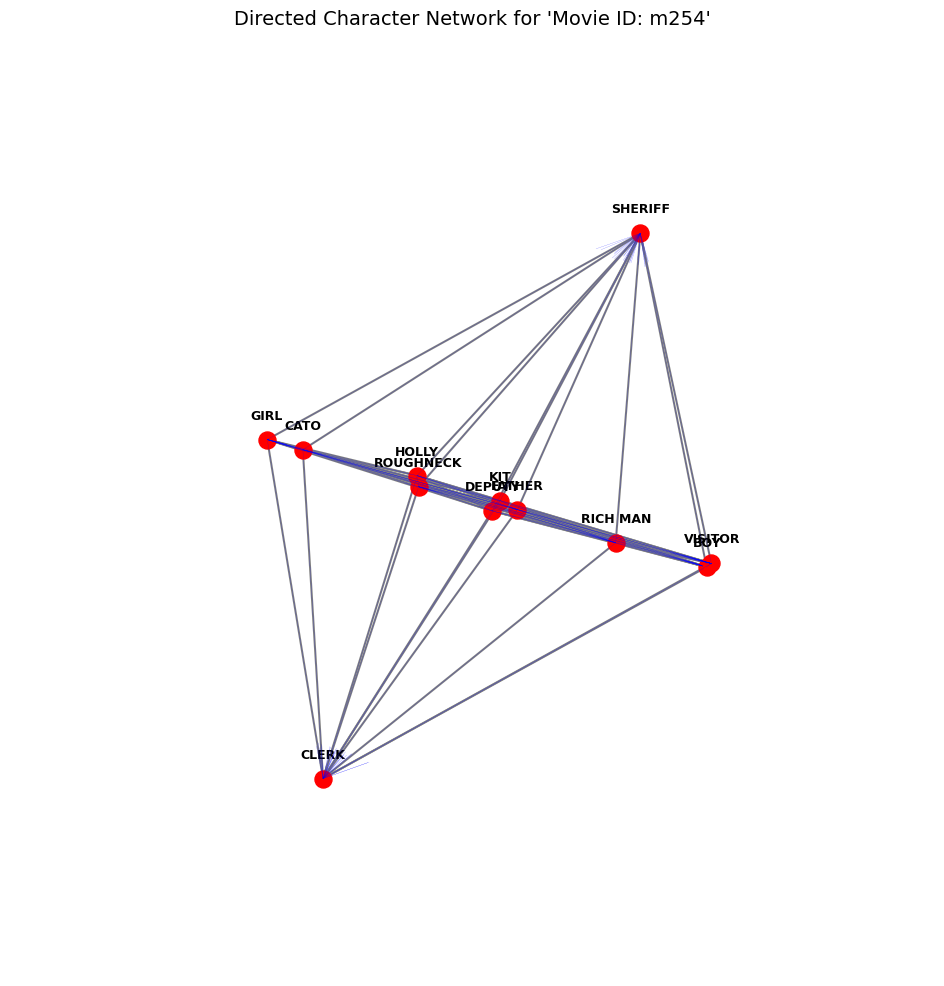 Directed Character Network for 'Movie ID: m254'
SHERIFF
GIRL
CATO
HOLLY
ROUGHNECK
KIT
FATHER
DEPUTY
RICH MAN
VISITOR
BOY
CLERK